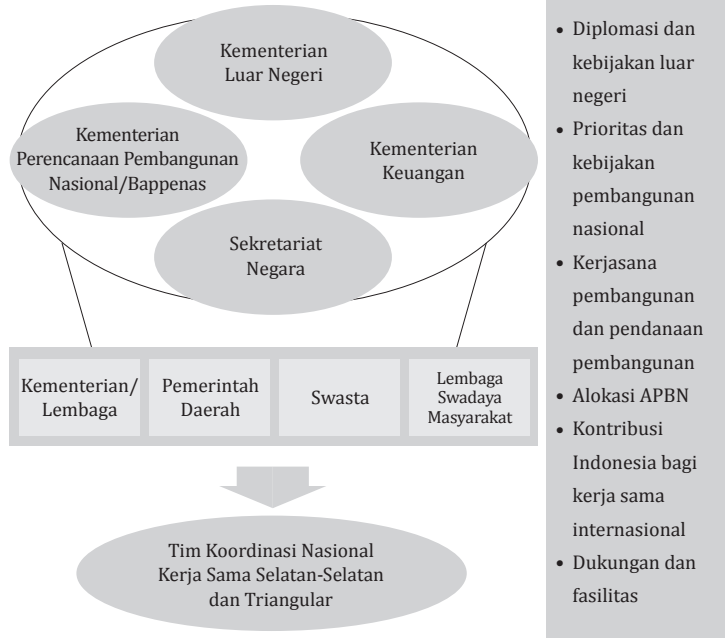 Kementerian
Luar Negeri
Kementerian
Perencanaan Pembangunan
Nasional/Bappenas
Kementerian
Keuangan
Sekretariat
Negara
Kementerian/
Lembaga
Pemerintah
Daerah
Swasta
Lembaga
Swadaya
Masyarakat
Tim Koordinasi Nasional
Kerja Sama Selatan-Selatan
dan Triangular
• Diplomasi dan
kebijakan luar
negeri
• Prioritas dan
kebijakan
pembangunan
nasional
• Kerjasana
pembangunan
dan pendanaan
pembangunan
• Alokasi APBN
• Kontribusi
Indonesia bagi
kerja sama
internasional
• Dukungan dan
fasilitas